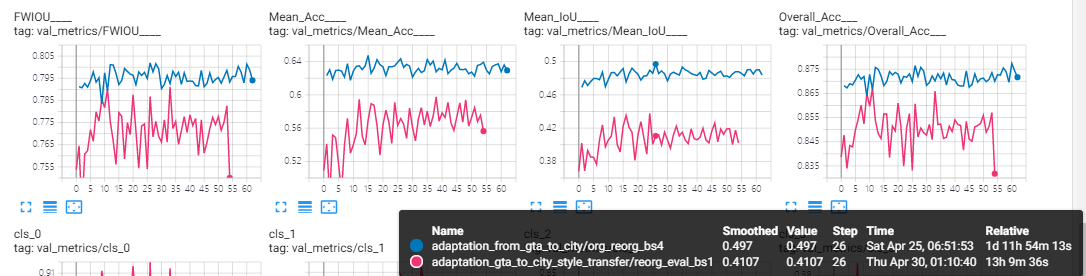 FWIOU____
tag: val_metrics/FWIOU____
0.805
0.795
0.785
0.775
0.765
0.755
0 5 10 15 20 25 30 35 40 45 50 55 60
Mean_Acc____
tag: val_metrics/Mean_Acc____
0.64
0.6
0.56
0.52
0 5 10 15 20 25 30 35 40 45 50 55 60
Mean_IoU____
tag: val_metrics/Mean_IoU____
0.5
0.46
0.42
0.38
0 5 10 15 20 25 30 35 40 45 50 55 60
Overall_Acc___
tag: val_metrics/Overall_Acc___
0.875
0.865
0.855
0.845
0.835
0 5 10 15 20 25 30 35 40 45 50 55 60
cls_0
tag: val_metrics/cls_0
0.91
cls_1
tag: val_metrics/cls_1
cls_2
Name Smoothed Value Step Time Relative
adaptation_from_gta_to_city/org_reorg_bs4 0.497 0.497 26 Sat Apr 25, 06:51:53 1d 11h 54m 13s
adaptation_gta_to_city_style_transfer/reorg_eval_bs1 0.4107 0.4107 26 Thu Apr 30, 01:10:40 13h 9m 36s